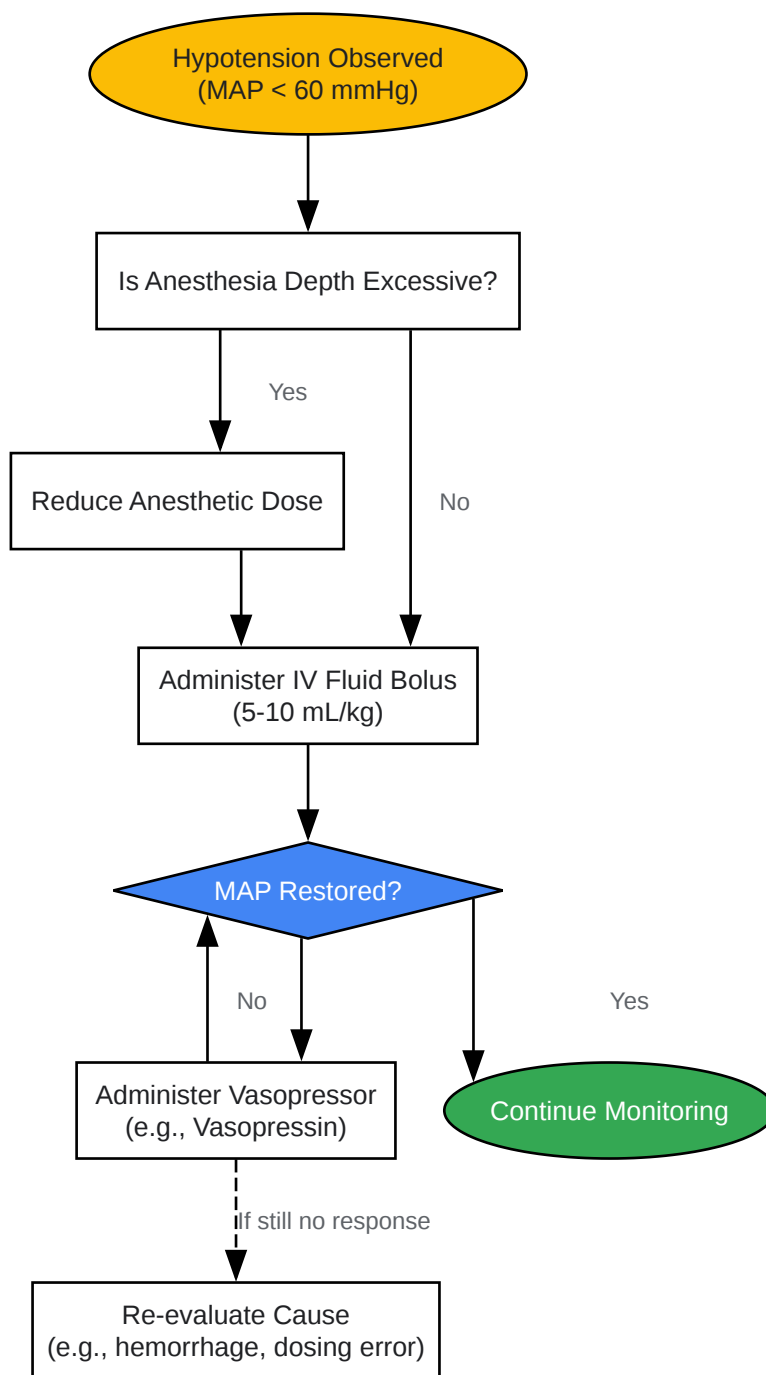 Hypotension Observed
(MAP < 60 mmHg)
Is Anesthesia Depth Excessive?
Yes
Reduce Anesthetic Dose
No
Administer IV Fluid Bolus
(5-10 mL/kg)
MAP Restored?
No
Yes
Administer Vasopressor
(e.g., Vasopressin)
Continue Monitoring
If still no response
Re-evaluate Cause
(e.g., hemorrhage, dosing error)